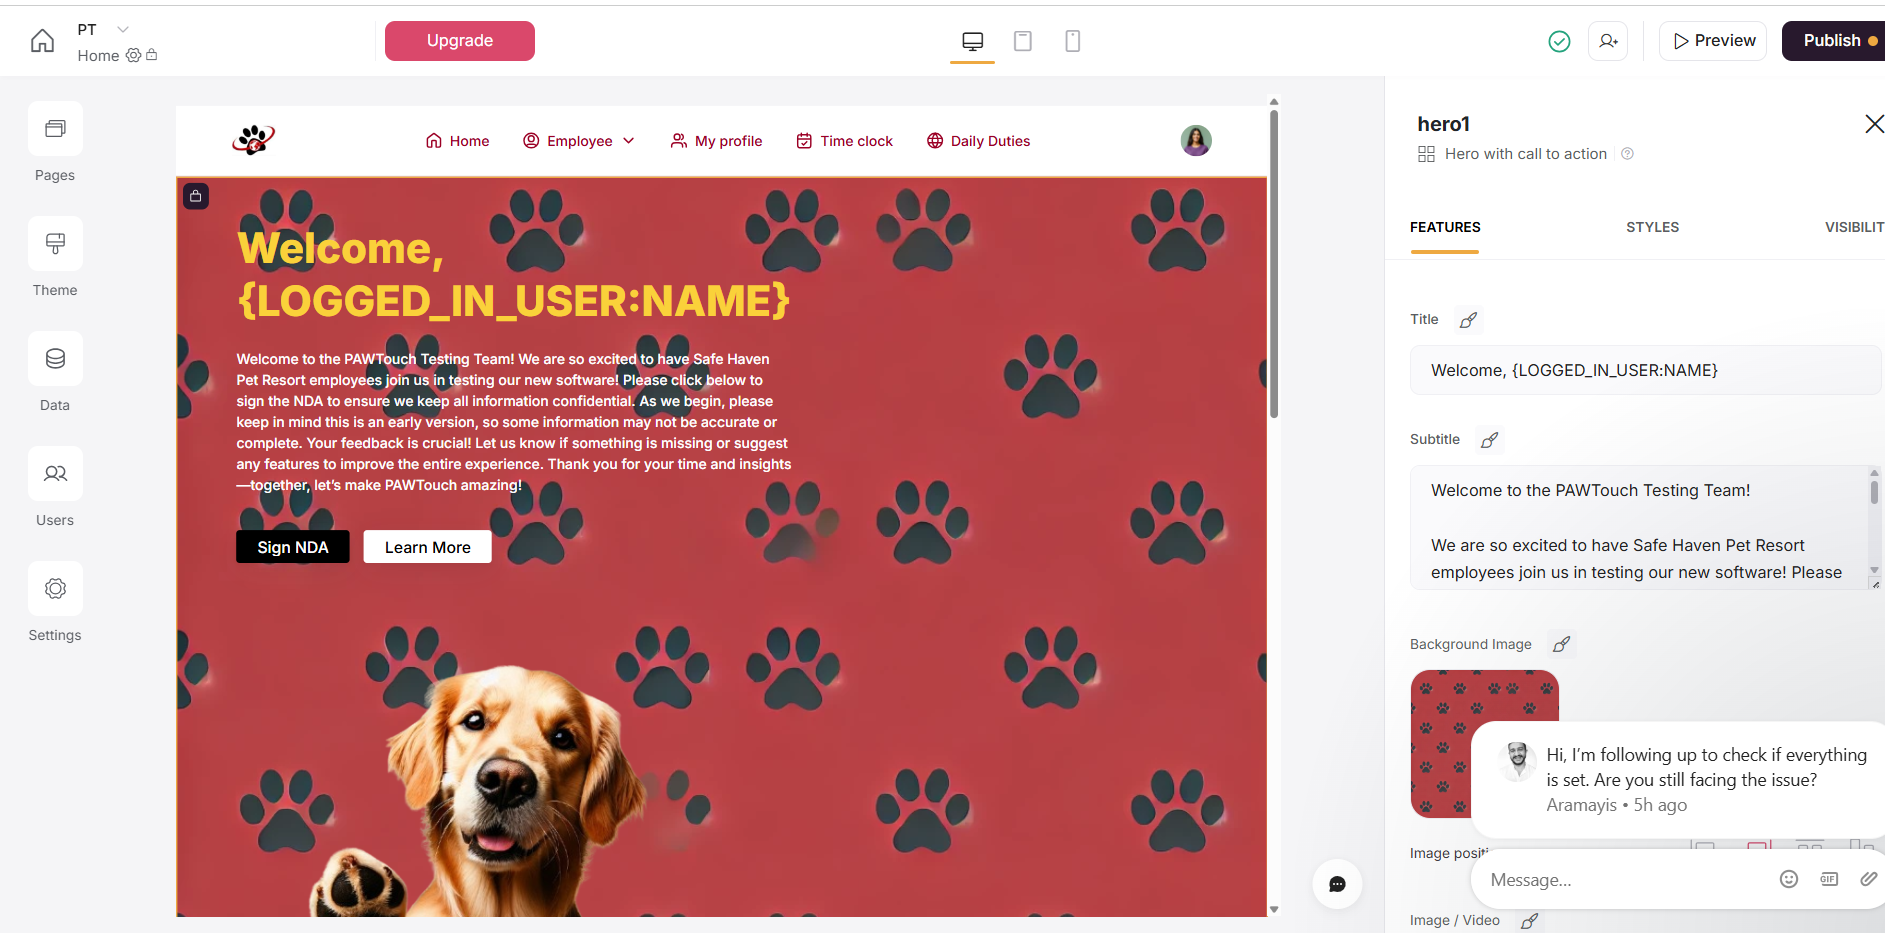 PT
Home
Upgrade
Preview
Publish
Pages
Theme
Data
Users
Settings
Home
Employee
My profile
Time clock
Daily Duties
Welcome,
{LOGGED_IN_USER:NAME}
Welcome to the PAWTouch Testing Team! We are so excited to have Safe Haven
Pet Resort employees join us in testing our new software! Please click below to
sign the NDA to ensure we keep all information confidential. As we begin, please
keep in mind this is an early version, so some information may not be accurate or
complete. Your feedback is crucial! Let us know if something is missing or suggest
any features to improve the entire experience. Thank you for your time and insights
—together, let’s make PAWTouch amazing!
Sign NDA
Learn More
hero1
Hero with call to action
FEATURES
STYLES
VISIBILIT
Title
Welcome, {LOGGED_IN_USER:NAME}
Subtitle
Welcome to the PAWTouch Testing Team!
We are so excited to have Safe Haven Pet Resort
employees join us in testing our new software! Please
Background Image
Hi, I’m following up to check if everything
is set. Are you still facing the issue?
Aramayis • 5h ago
Image positi
Message...
GIF
Image / Video